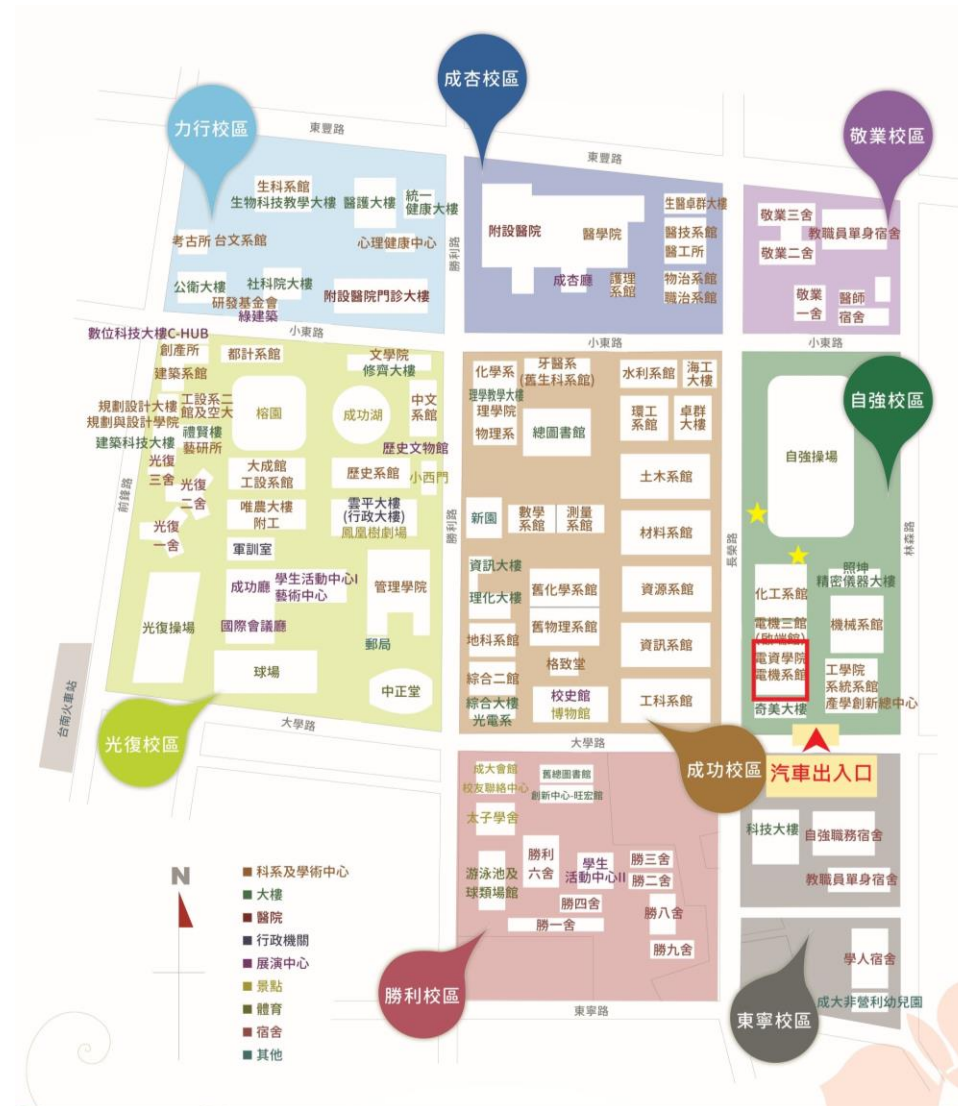 成杏校區
力行校區
敬業校區
東豐路
東豐路
生科系館
生物科技教學大樓
醫護大樓
統一
健康大樓
考古所
台文系館
心理健康中心
公衛大樓
社科院大樓
研發基金會
綠建築
附設醫院門診大樓
勝利路
附設醫院
醫學院
成杏廳
護理
系館
生醫卓群大樓
醫技系館
醫工所
物治系館
職治系館
敬業三舍
敬業二舍
教職員單身宿舍
敬業
一舍
醫師
宿舍
小東路
小東路
小東路
數位科技大樓C-HUB
創產所
都計系館
建築系館
文學院
修齊大樓
規劃設計大樓
規劃與設計學院
工設系二
館及空大
榕園
成功湖
中文
系館
建築科技大樓
禮賢樓
藝研所
歷史文物館
光復
三舍
光復
二舍
光復
一舍
大成館
工設系館
歷史系館
小西門
唯農大樓
附工
雲平大樓
(行政大樓)
鳳凰樹劇場
軍訓室
成功廳
學生活動中心I
藝術中心
管理學院
國際會議廳
光復操場
郵局
球場
中正堂
前鋒路
台南火車站
大學路
光復校區
勝利路
化學系
牙醫系
(舊生科系館)
水利系館
海工
大樓
理學教學大樓
理學院
物理系
總圖書館
環工
系館
卓群
大樓
土木系館
新園
數學
系館
測量
系館
材料系館
資訊大樓
理化大樓
舊化學系館
資源系館
地科系館
舊物理系館
資訊系館
綜合二館
格致堂
綜合大樓
光電系
校史館
博物館
工科系館
大學路
成功校區
長榮路
自強校區
自強操場
林森路
化工系館
照坤
精密儀器大樓
電機三館
(啟端館)
機械系館
電資學院
電機系館
工學院
系統系館
產學創新總中心
奇美大樓
汽車出入口
成大會館
校友聯絡中心
舊總圖書館
創新中心-旺宏館
太子學舍
游泳池及
球類場館
勝利
六舍
學生
活動中心II
勝三舍
勝二舍
勝四舍
勝一舍
勝八舍
勝九舍
勝利校區
東寧路
科技大樓
自強職務宿舍
教職員單身宿舍
學人宿舍
成大非營利幼兒園
東寧校區
N
科系及學術中心
大樓
醫院
行政機關
展演中心
景點
體育
宿舍
其他